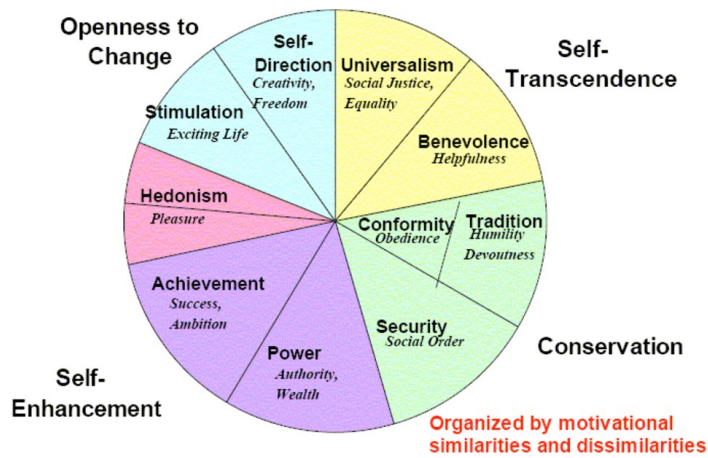 Openness to
Change
Self-
Direction
Creativity,
Freedom
Universalism
Social Justice,
Equality
Self-
Transcendence
Stimulation
Exciting Life
Benevolence
Helpfulness
Hedonism
Pleasure
Conformity
Obedience
Tradition
Humility
Devoutness
Achievement
Success,
Ambition
Security
Social Order
Power
Authority,
Wealth
Conservation
Self-
Enhancement
Organized by motivational
similarities and dissimilarities